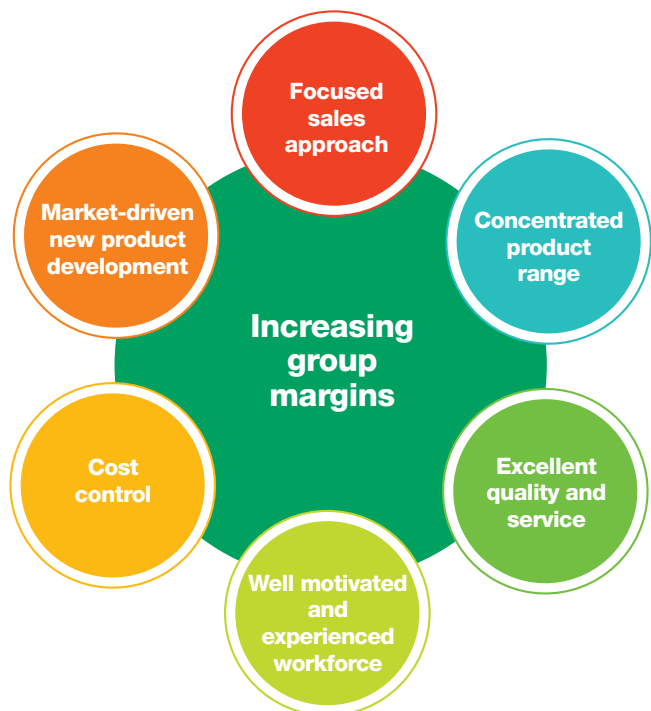 Focused
sales
approach
Concentrated
product
range
Excellent
quality and
service
Well motivated
and
experienced
workforce
Cost
control
Market-driven
new product
development
Increasing
group
margins